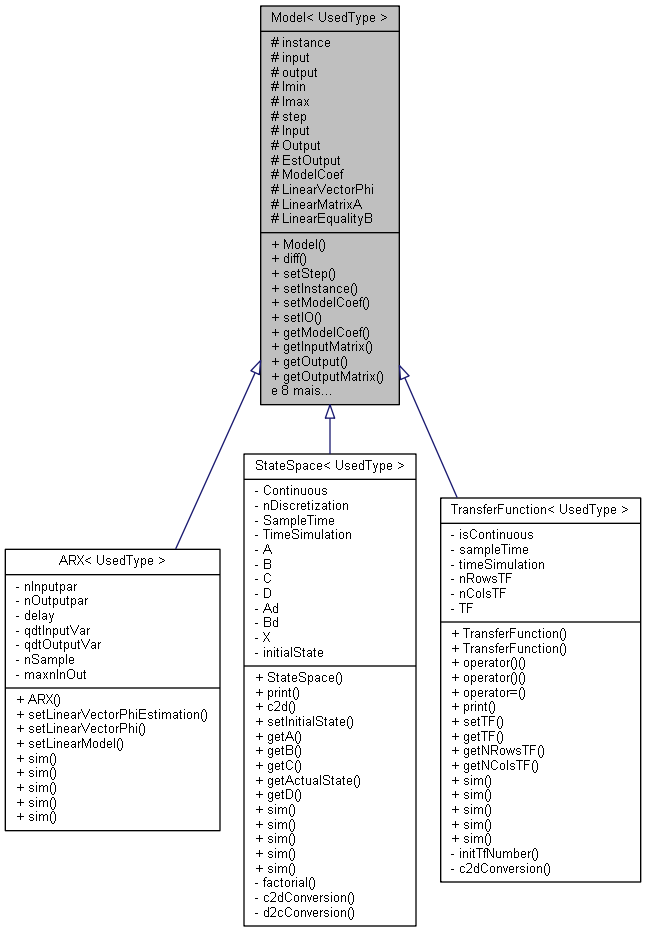 Model< UsedType >
# instance
# input
# output
# lmin
# lmax
# step
# Input
# Output
# EstOutput
# ModelCoef
# LinearVectorPhi
# LinearMatrixA
# LinearEqualityB
+ Model()
+ diff()
+ setStep()
+ setInstance()
+ setModelCoef()
+ setIO()
+ getModelCoef()
+ getInputMatrix()
+ getOutput()
+ getOutputMatrix()
e 8 mais...
ARX< UsedType >
- nInputpar
- nOutputpar
- delay
- qdtInputVar
- qdtOutputVar
- nSample
- maxnInOut
+ ARX()
+ setLinearVectorPhiEstimation()
+ setLinearVectorPhi()
+ setLinearModel()
+ sim()
+ sim()
+ sim()
+ sim()
+ sim()
StateSpace< UsedType >
- Continuous
- nDiscretization
- SampleTime
- TimeSimulation
- A
- B
- C
- D
- Ad
- Bd
- X
- initialState
+ StateSpace()
+ print()
+ c2d()
+ setInitialState()
+ getA()
+ getB()
+ getC()
+ getActualState()
+ getD()
+ sim()
+ sim()
+ sim()
+ sim()
+ sim()
- factorial()
- c2dConversion()
- d2cConversion()
TransferFunction< UsedType >
- isContinuous
- sampleTime
- timeSimulation
- nRowsTF
- nColsTF
- TF
+ TransferFunction()
+ TransferFunction()
+ operator()()
+ operator()()
+ operator=()
+ print()
+ setTF()
+ getTF()
+ getNRowsTF()
+ getNColsTF()
+ sim()
+ sim()
+ sim()
+ sim()
+ sim()
- initTfNumber()
- c2dConversion()